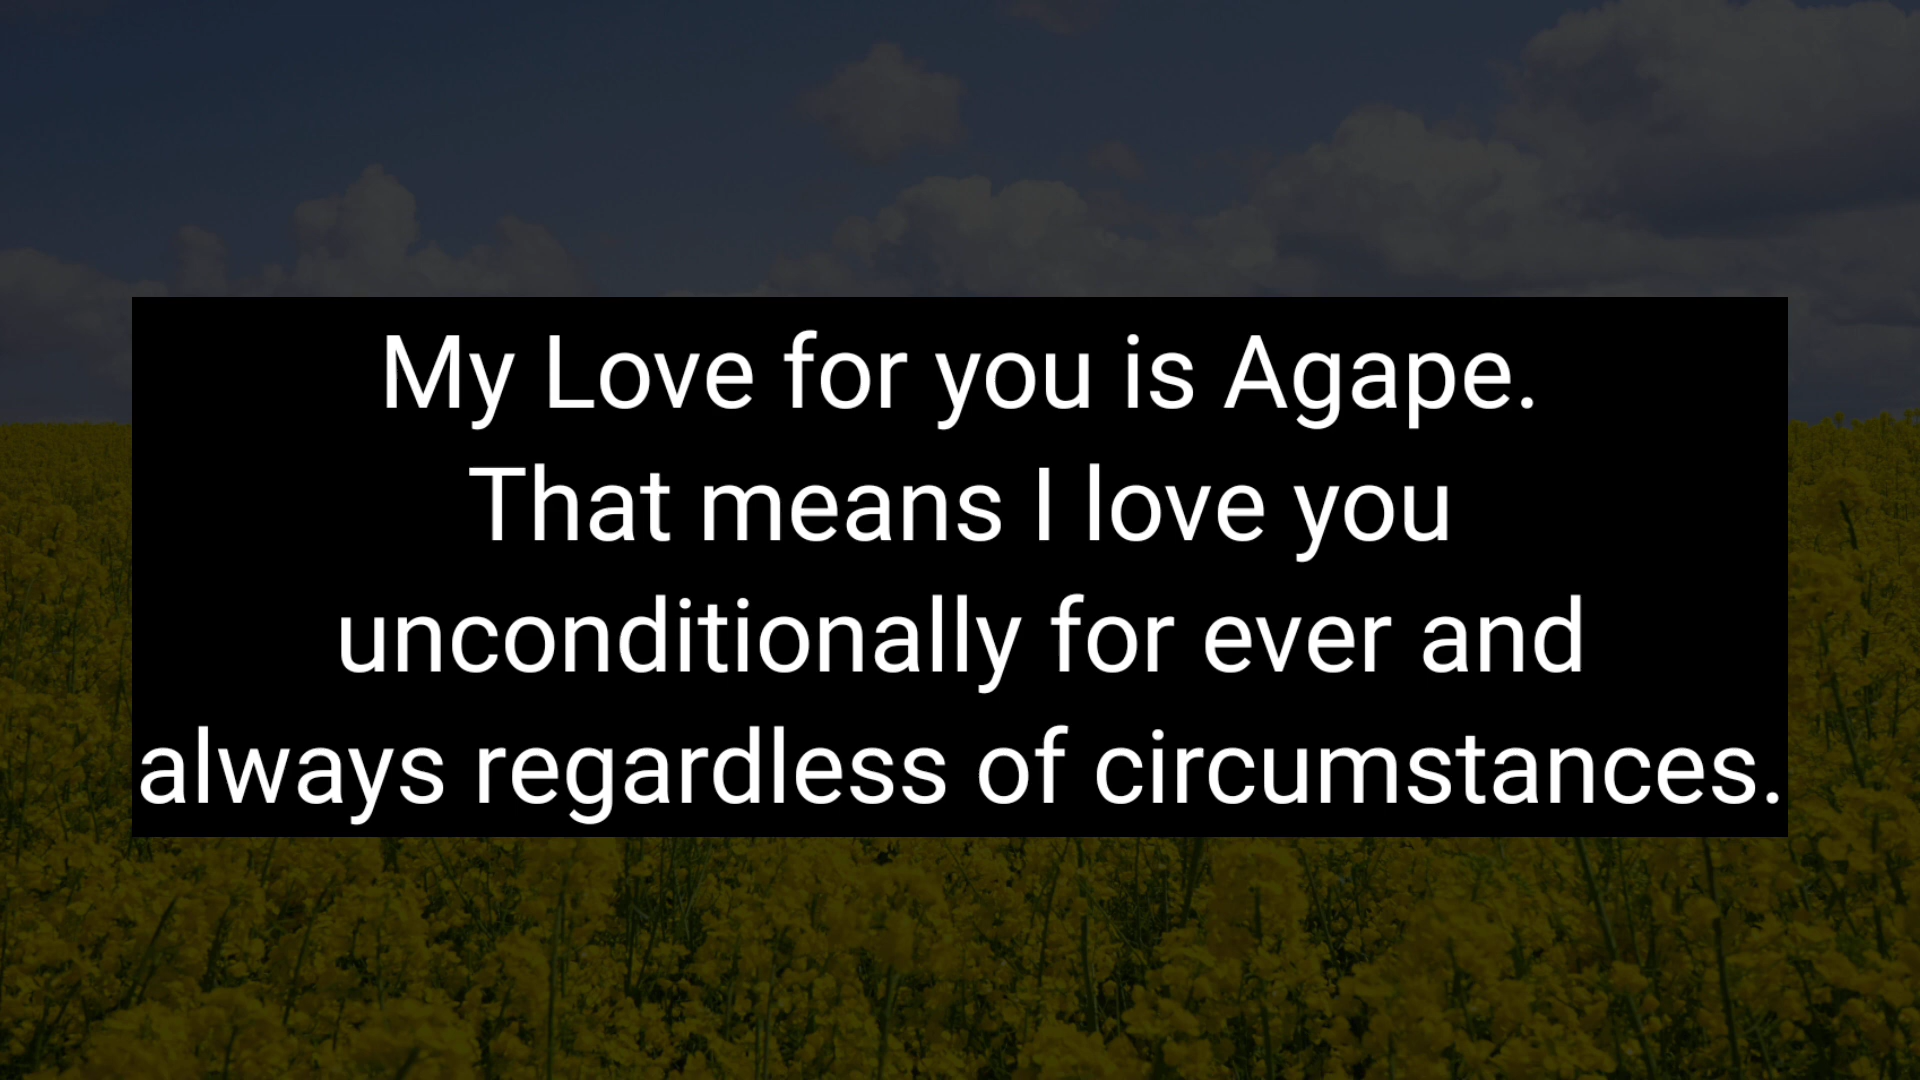 My Love for you is Agape.
That means I love you
unconditionally for ever and
always regardless of circumstances.